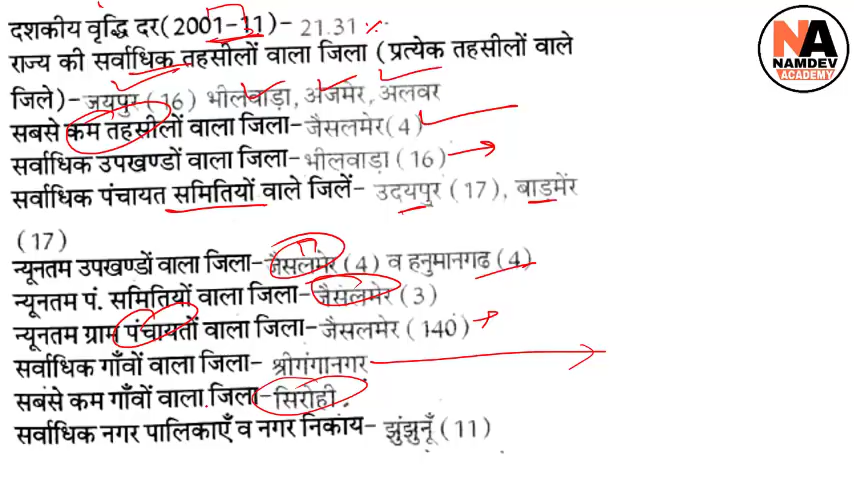 दशकीय वृद्धि दर(2001-11)- 21.31 %
राज्य की सर्वाधिक तहसीलों वाला जिला (प्रत्येक तहसीलों वाले
जिले)- जयपुर (16) भीलवाड़ा, अजमेर, अलवर
सबसे कम तहसीलों वाला जिला- जैसलमेर(4)
सर्वाधिक उपखण्डों वाला जिला- भीलवाड़ा (16)
सर्वाधिक पंचायत समितियों वाले जिलें- उदयपुर (17), बाड़मेर
(17)
न्यूनतम उपखण्डों वाला जिला- जैसलमेर (4) व हनुमानगढ (4)
न्यूनतम पं. समितियों वाला जिला- जैसलमेर (3)
न्यूनतम ग्राम पंचायतों वाला जिला- जैसलमेर (140)
सर्वाधिक गाँवों वाला जिला- श्रीगंगानगर
सबसे कम गाँवों वाला जिला- सिरोही.
सर्वाधिक नगर पालिकाएँ व नगर निकाय- झुंझुनूँ (11)
NA
NAMDEV
ACADEMY